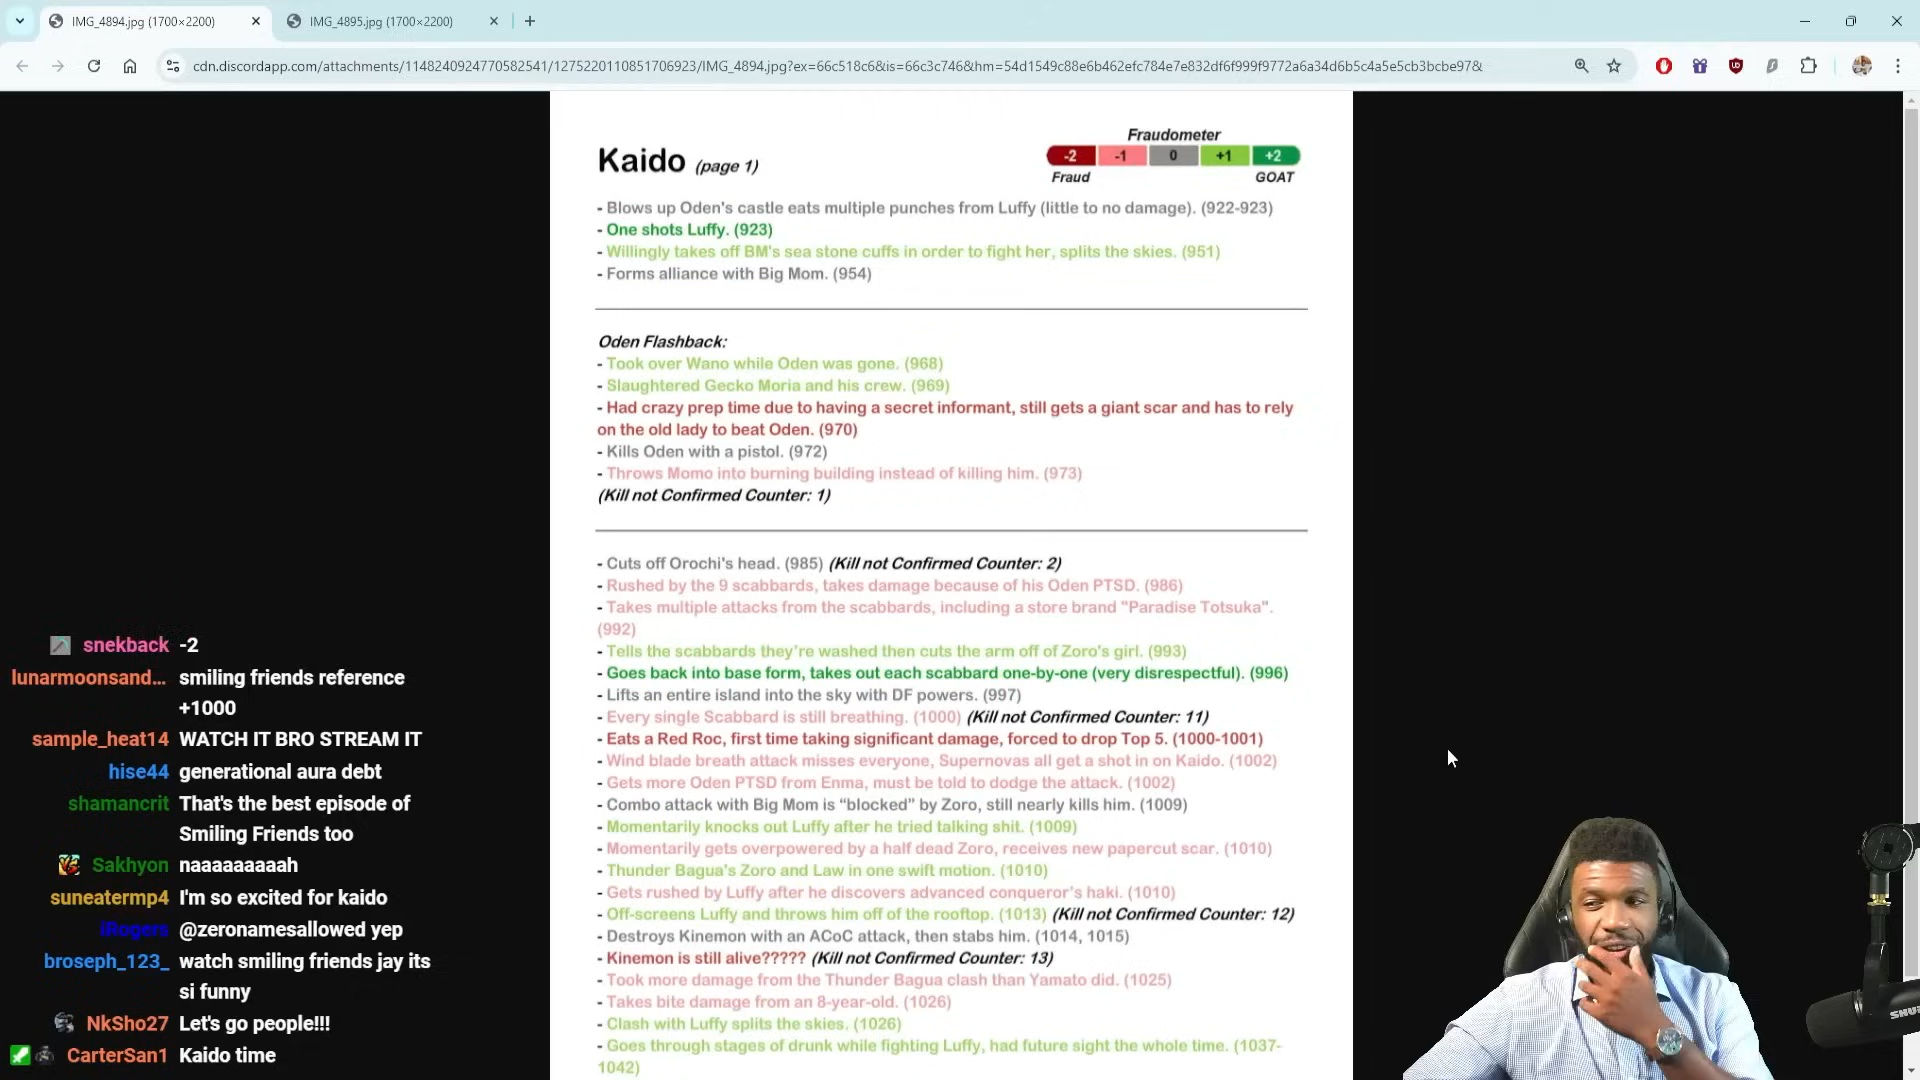 IMG_4894.jpg (1700×2200)
IMG_4895.jpg (1700×2200)
cdn.discordapp.com/attachments/1148240924770582541/1275220110851706923/IMG_4894.jpg?ex=66c518c6&is=66c3c746&hm=54d1549c88e6b462efc784e7e832df6f999f9772a6a34d6b5c4a5e5cb3bcbe97&
Fraudometer
Kaido (page 1)
-2 -1 0 +1 +2
Fraud GOAT
- Blows up Oden's castle eats multiple punches from Luffy (little to no damage). (922-923)
- One shots Luffy. (923)
- Willingly takes off BM's sea stone cuffs in order to fight her, splits the skies. (951)
- Forms alliance with Big Mom. (954)
Oden Flashback:
- Took over Wano while Oden was gone. (968)
- Slaughtered Gecko Moria and his crew. (969)
- Had crazy prep time due to having a secret informant, still gets a giant scar and has to rely
on the old lady to beat Oden. (970)
- Kills Oden with a pistol. (972)
- Throws Momo into burning building instead of killing him. (973)
(Kill not Confirmed Counter: 1)
- Cuts off Orochi's head. (985) (Kill not Confirmed Counter: 2)
- Rushed by the 9 scabbards, takes damage because of his Oden PTSD. (986)
- Takes multiple attacks from the scabbards, including a store brand "Paradise Totsuka".
(992)
- Tells the scabbards they're washed then cuts the arm off of Zoro's girl. (993)
- Goes back into base form, takes out each scabbard one-by-one (very disrespectful). (996)
- Lifts an entire island into the sky with DF powers. (997)
- Every single Scabbard is still breathing. (1000) (Kill not Confirmed Counter: 11)
- Eats a Red Roc, first time taking significant damage, forced to drop Top 5. (1000-1001)
- Wind blade breath attack misses everyone, Supernovas all get a shot in on Kaido. (1002)
- Gets more Oden PTSD from Enma, must be told to dodge the attack. (1002)
- Combo attack with Big Mom is “blocked” by Zoro, still nearly kills him. (1009)
- Momentarily knocks out Luffy after he tried talking shit. (1009)
- Momentarily gets overpowered by a half dead Zoro, receives new papercut scar. (1010)
- Thunder Bagua's Zoro and Law in one swift motion. (1010)
- Gets rushed by Luffy after he discovers advanced conqueror's haki. (1010)
- Off-screens Luffy and throws him off of the rooftop. (1013) (Kill not Confirmed Counter: 12)
- Destroys Kinemon with an ACoC attack, then stabs him. (1014, 1015)
- Kinemon is still alive????? (Kill not Confirmed Counter: 13)
- Took more damage from the Thunder Bagua clash than Yamato did. (1025)
- Takes bite damage from an 8-year-old. (1026)
- Clash with Luffy splits the skies. (1026)
- Goes through stages of drunk while fighting Luffy, had future sight the whole time. (1037-
1042)
snekback -2
lunarmoonsand... smiling friends reference
+1000
sample_heat14 WATCH IT BRO STREAM IT
hise44 generational aura debt
shamancrit That's the best episode of
Smiling Friends too
Sakhyon naaaaaaaaah
suneatermp4 I'm so excited for kaido
iRogers @zeronamesallowed yep
broseph_123_ watch smiling friends jay its
si funny
NkSho27 Let's go people!!!
CarterSan1 Kaido time